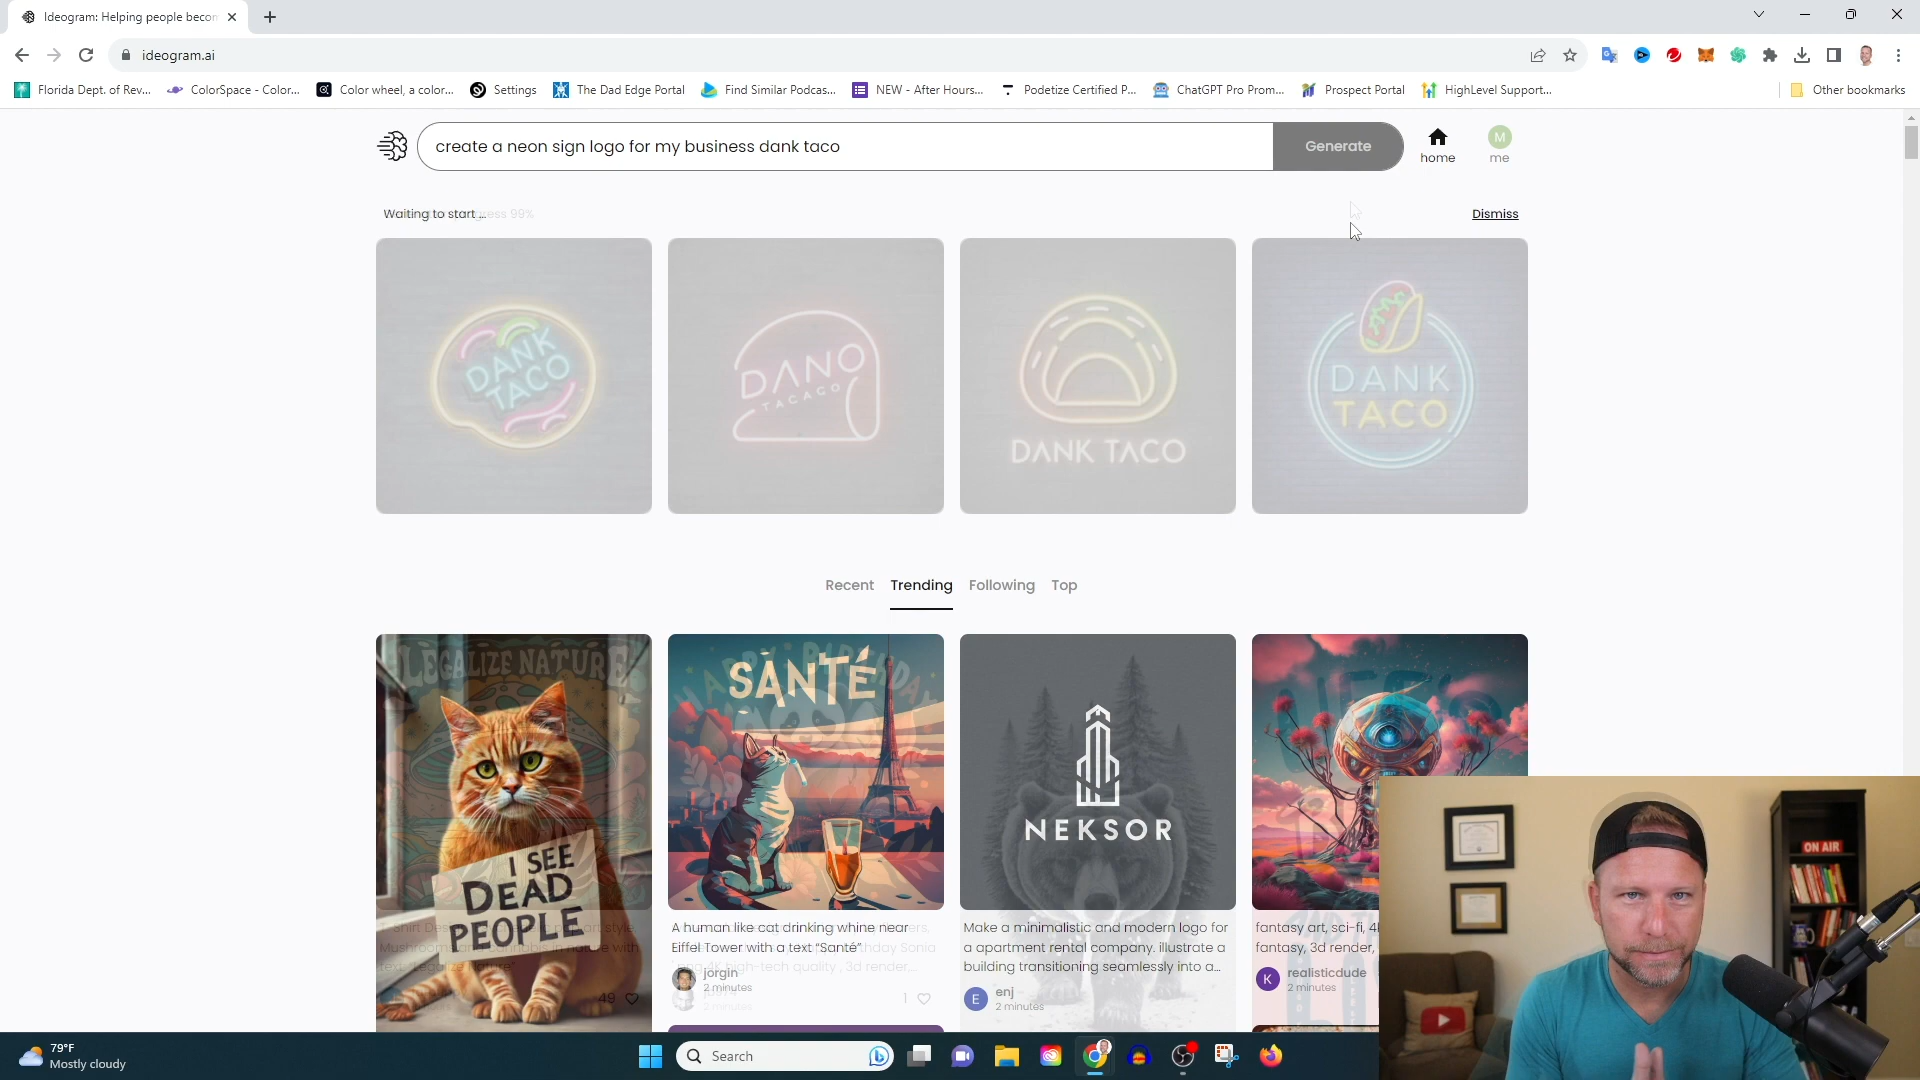 Ideogram: Helping people becom
ideogram.ai
Florida Dept. of Rev...
ColorSpace - Color...
Color wheel, a color...
Settings
The Dad Edge Portal
Find Similar Podcas...
NEW - After Hours...
Podetize Certified P...
ChatGPT Pro Prom...
Prospect Portal
HighLevel Support...
Other bookmarks
create a neon sign logo for my business dank taco
Generate
home
M
me
Waiting to start...
99%
Dismiss
DANK
TACO
DANO
TACACO
DANK TACO
DANK
TACO
Recent
Trending
Following
Top
LEGALIZE NATURE
I SEE
DEAD
PEOPLE
49
SANTÉ
A human like cat drinking whine near
Eiffel Tower with a text "Santé"
jorgin
2 minutes
1
NEKSOR
Make a minimalistic and modern logo for
a apartment rental company. illustrate a
building transitioning seamlessly into a...
E
enj
2 minutes
fantasy art, sci-fi, 4
fantasy, 3d render,
K
realisticdude
2 minutes
ON AIR
79°F
Mostly cloudy
Search